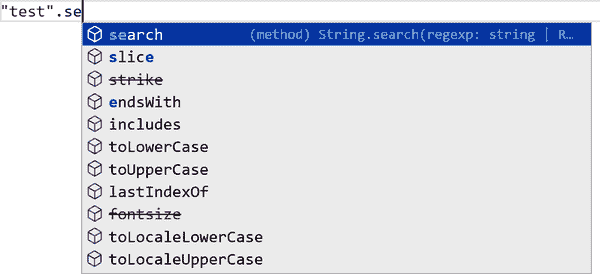 "test".se
search (method) String.search(regexp: string | R…
slice
strike
endsWith
includes
toLowerCase
toUpperCase
lastIndexOf
fontsize
toLocaleLowerCase
toLocaleUpperCase